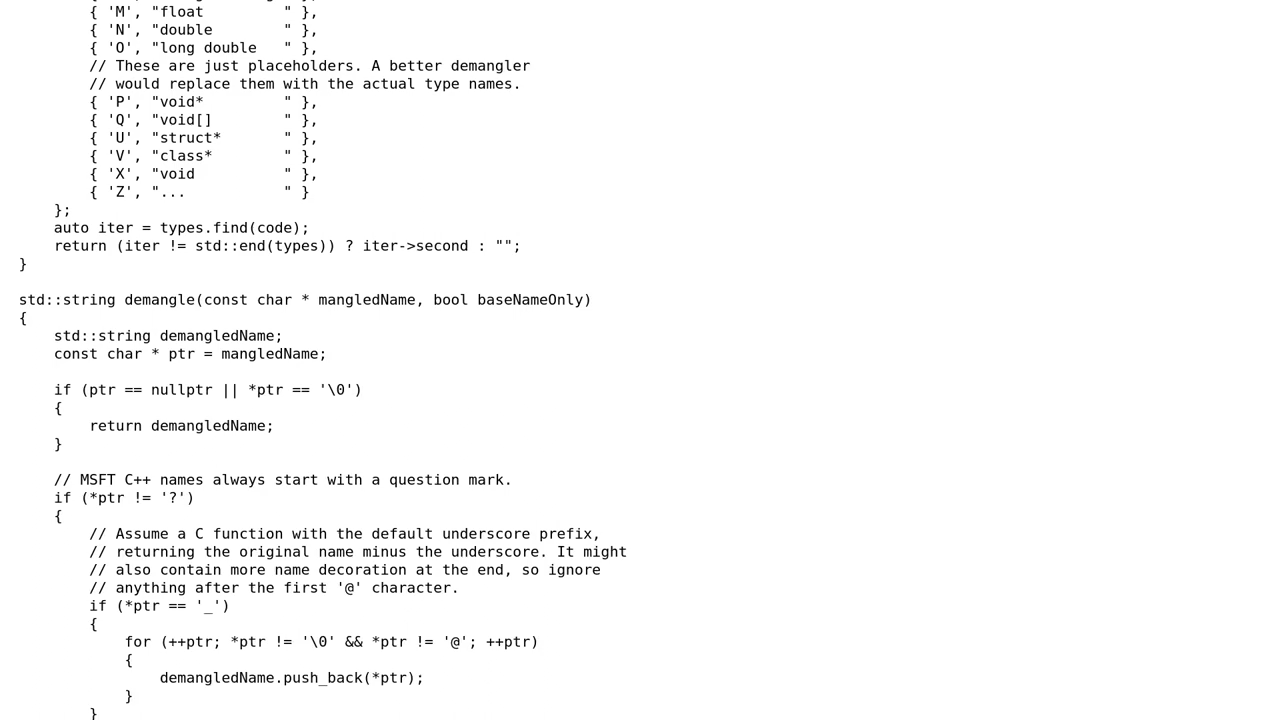 { 'M', "float         " },
        { 'N', "double        " },
        { 'O', "long double   " },
        // These are just placeholders. A better demangler
        // would replace them with the actual type names.
        { 'P', "void*         " },
        { 'Q', "void[]        " },
        { 'U', "struct*       " },
        { 'V', "class*        " },
        { 'X', "void          " },
        { 'Z', "...           " }
    };
    auto iter = types.find(code);
    return (iter != std::end(types)) ? iter->second : "";
}

std::string demangle(const char * mangledName, bool baseNameOnly)
{
    std::string demangledName;
    const char * ptr = mangledName;

    if (ptr == nullptr || *ptr == '\0')
    {
        return demangledName;
    }

    // MSFT C++ names always start with a question mark.
    if (*ptr != '?')
    {
        // Assume a C function with the default underscore prefix,
        // returning the original name minus the underscore. It might
        // also contain more name decoration at the end, so ignore
        // anything after the first '@' character.
        if (*ptr == '_')
        {
            for (++ptr; *ptr != '\0' && *ptr != '@'; ++ptr)
            {
                demangledName.push_back(*ptr);
            }
        }